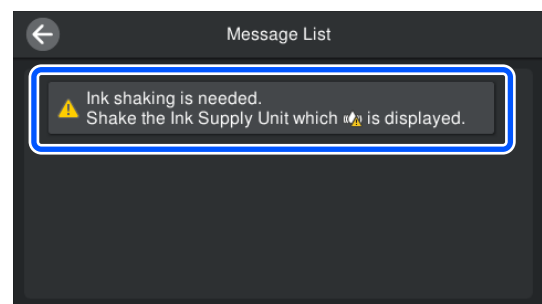 Message List
Ink shaking is needed.
Shake the Ink Supply Unit which is displayed.